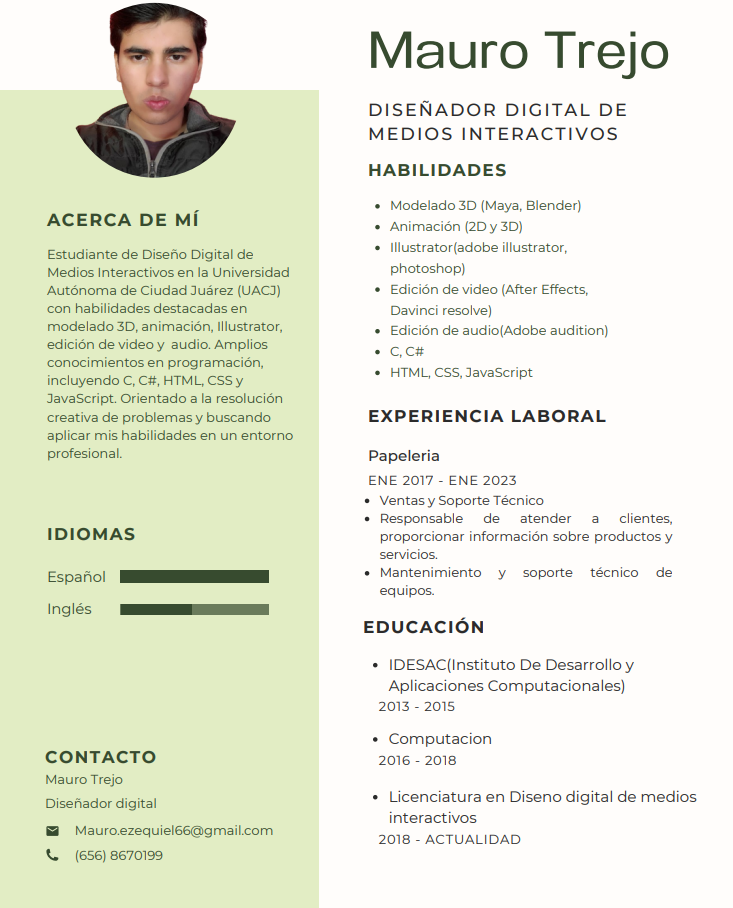 Mauro Trejo
DISEÑADOR DIGITAL DE
MEDIOS INTERACTIVOS
HABILIDADES
Modelado 3D (Maya, Blender)
Animación (2D y 3D)
Illustrator(adobe illustrator,
photoshop)
Edición de video (After Effects,
Davinci resolve)
Edición de audio(Adobe audition)
C, C#
HTML, CSS, JavaScript
EXPERIENCIA LABORAL
Papeleria
ENE 2017 - ENE 2023
Ventas y Soporte Técnico
Responsable de atender a clientes,
proporcionar información sobre productos y
servicios.
Mantenimiento y soporte técnico de
equipos.
EDUCACIÓN
IDESAC(Instituto De Desarrollo y
Aplicaciones Computacionales)
2013 - 2015
Computacion
2016 - 2018
Licenciatura en Diseno digital de medios
interactivos
2018 - ACTUALIDAD
ACERCA DE MÍ
Estudiante de Diseño Digital de
Medios Interactivos en la Universidad
Autónoma de Ciudad Juárez (UACJ)
con habilidades destacadas en
modelado 3D, animación, Illustrator,
edición de video y audio. Amplios
conocimientos en programación,
incluyendo C, C#, HTML, CSS y
JavaScript. Orientado a la resolución
creativa de problemas y buscando
aplicar mis habilidades en un entorno
profesional.
IDIOMAS
Español
Inglés
CONTACTO
Mauro Trejo
Diseñador digital
Mauro.ezequiel66@gmail.com
(656) 8670199